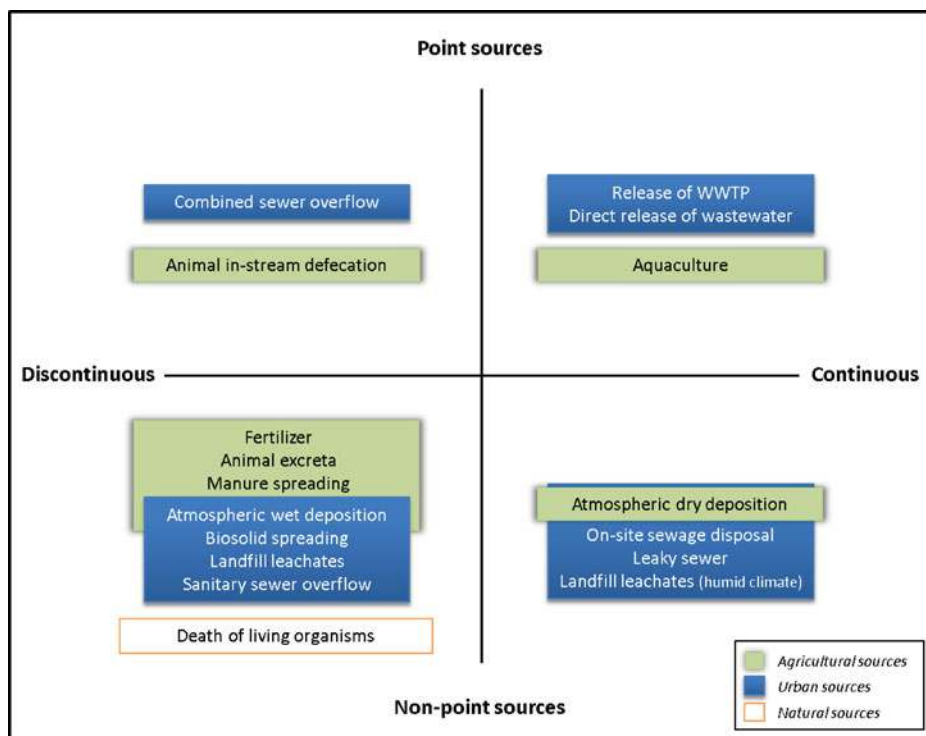 Point sources
Combined sewer overflow
Animal in-stream defecation
Release of WWTP
Direct release of wastewater
Aquaculture
Discontinuous
Continuous
Fertilizer
Animal excreta
Manure spreading
Atmospheric wet deposition
Biosolid spreading
Landfill leachates
Sanitary sewer overflow
Death of living organisms
Atmospheric dry deposition
On-site sewage disposal
Leaky sewer
Landfill leachates (humid climate)
Non-point sources
Agricultural sources
Urban sources
Natural sources